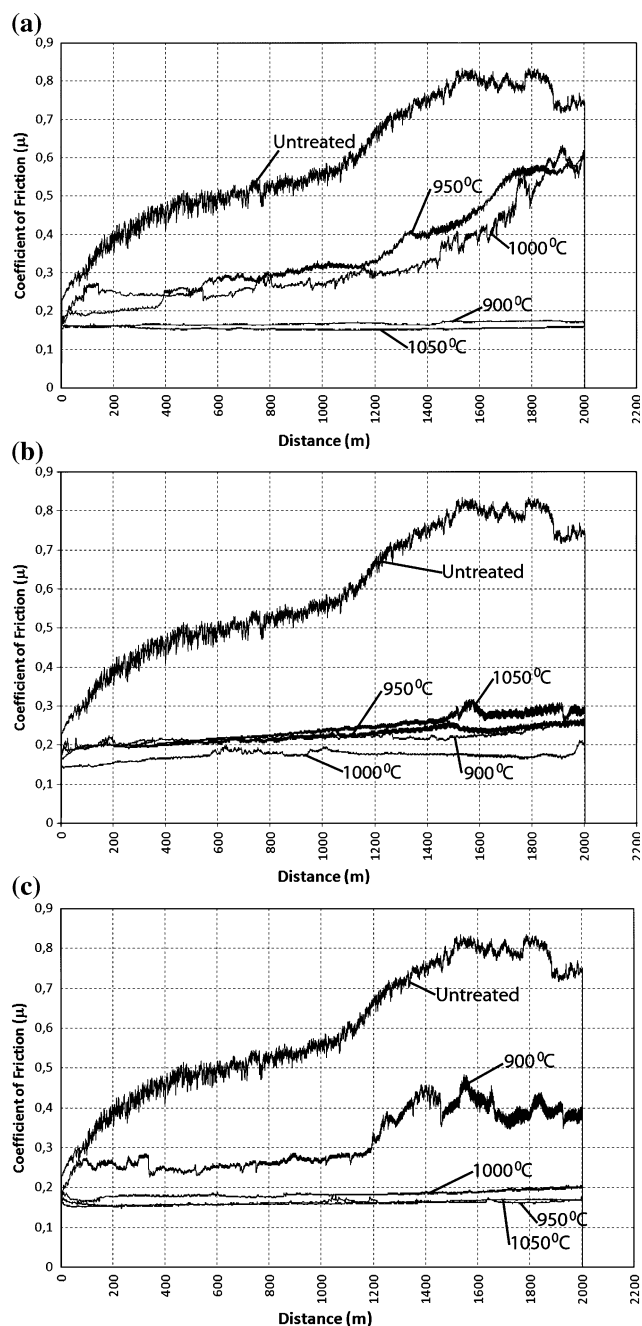 (a)
0,9
0,8
0,7
0,6
0,5
0,4
0,3
0,2
0,1
0
Coefficient of Friction (μ)
Untreated
950⁰C
1000⁰C
900⁰C
1050⁰C
0 200 400 600 800 1000 1200 1400 1600 1800 2000 2200
Distance (m)
(b)
0,9
0,8
0,7
0,6
0,5
0,4
0,3
0,2
0,1
0
Coefficient of Friction (μ)
Untreated
1050⁰C
950⁰C
1000⁰C
900⁰C
0 200 400 600 800 1000 1200 1400 1600 1800 2000 2200
Distance (m)
(c)
0,9
0,8
0,7
0,6
0,5
0,4
0,3
0,2
0,1
0
Coefficient of Friction (μ)
Untreated
900⁰C
1000⁰C
950⁰C
1050⁰C
0 200 400 600 800 1000 1200 1400 1600 1800 2000 2200
Distance (m)